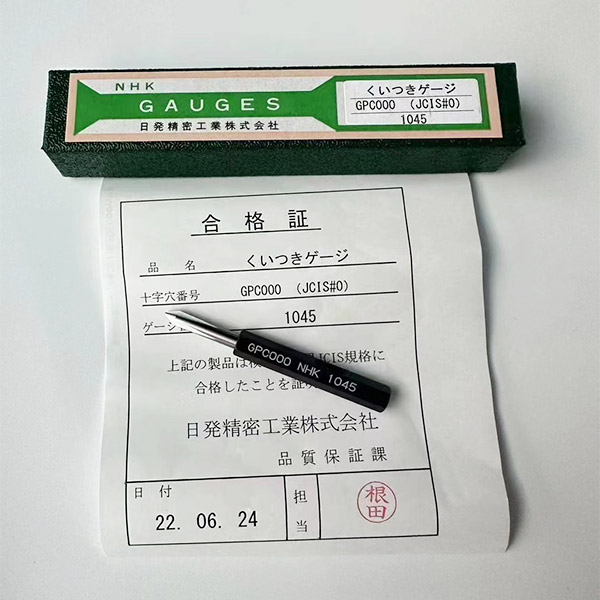 NHK
GAUGES
日発精密工業株式会社
くいつきゲージ
GPC000 (JCIS#0)
1045
合格証
品 名 くいつきゲージ
十字穴番号 GPC000 (JCIS#0)
ゲージ 1045
上記の製品は JCIS規格に
合格したことを証
GPC000 NHK 1045
日発精密工業株式会社
品質保証課
日 付
22. 06. 24
担当
根田